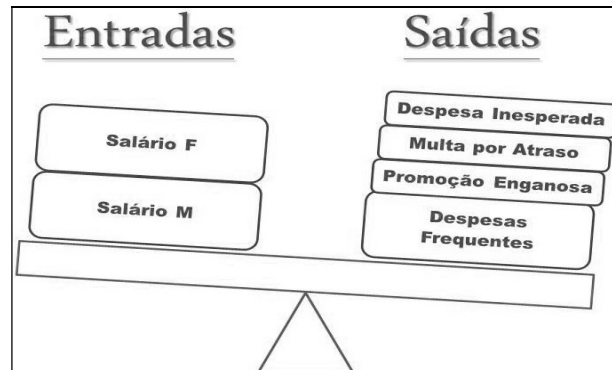 Entradas
Saídas
Salário F
Salário M
Despesa Inesperada
Multa por Atraso
Promoção Enganosa
Despesas
Frequentes